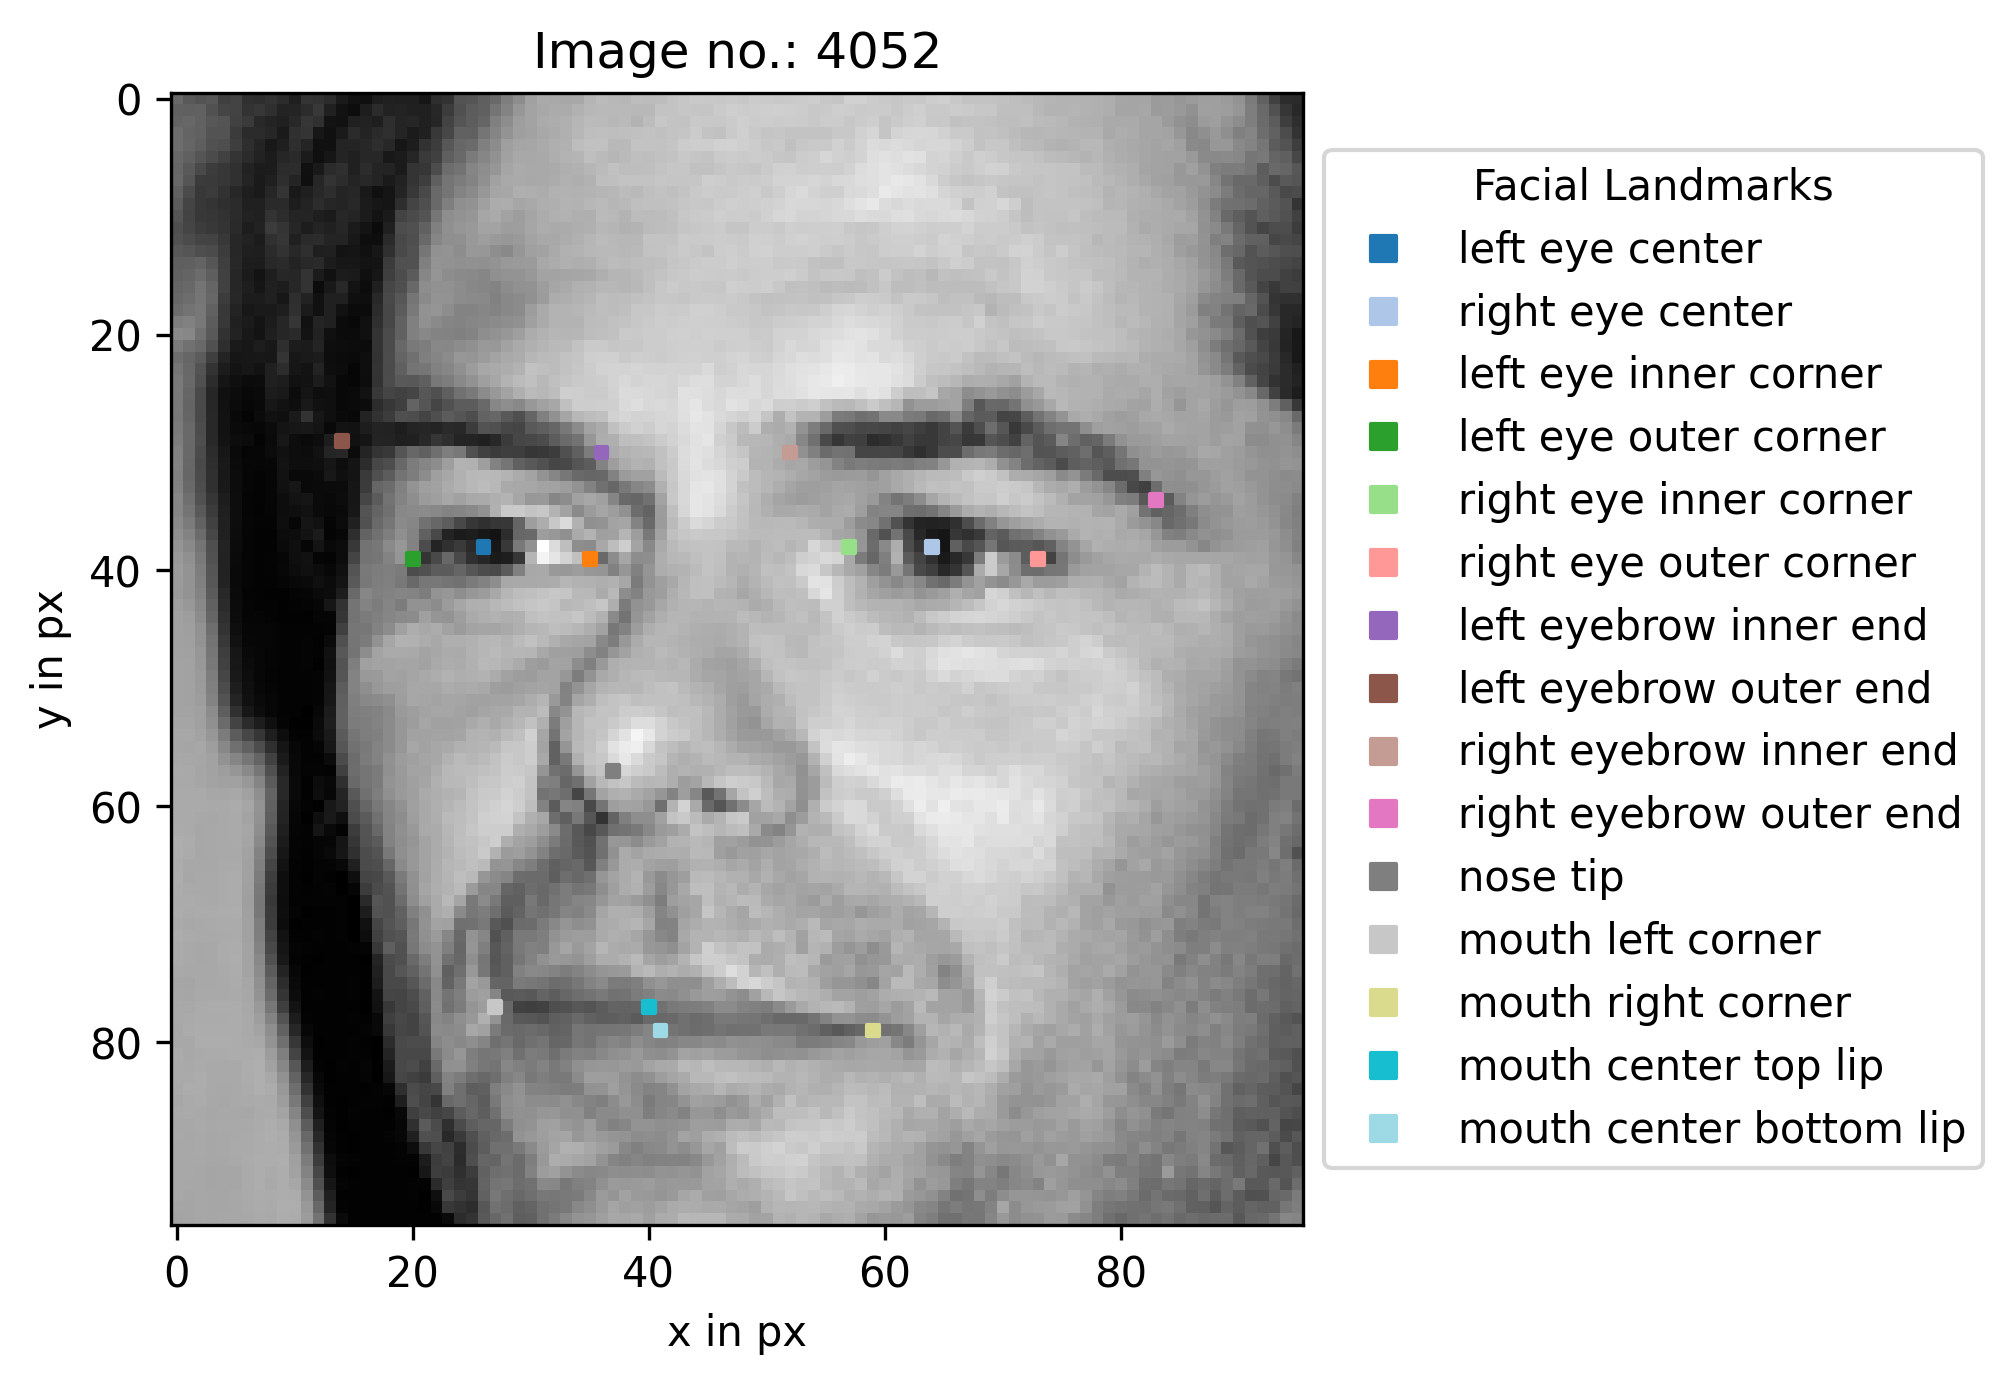 Image no.: 4052
0
20
40
60
80
y in px
0 20 40 60 80
x in px
Facial Landmarks
left eye center
right eye center
left eye inner corner
left eye outer corner
right eye inner corner
right eye outer corner
left eyebrow inner end
left eyebrow outer end
right eyebrow inner end
right eyebrow outer end
nose tip
mouth left corner
mouth right corner
mouth center top lip
mouth center bottom lip